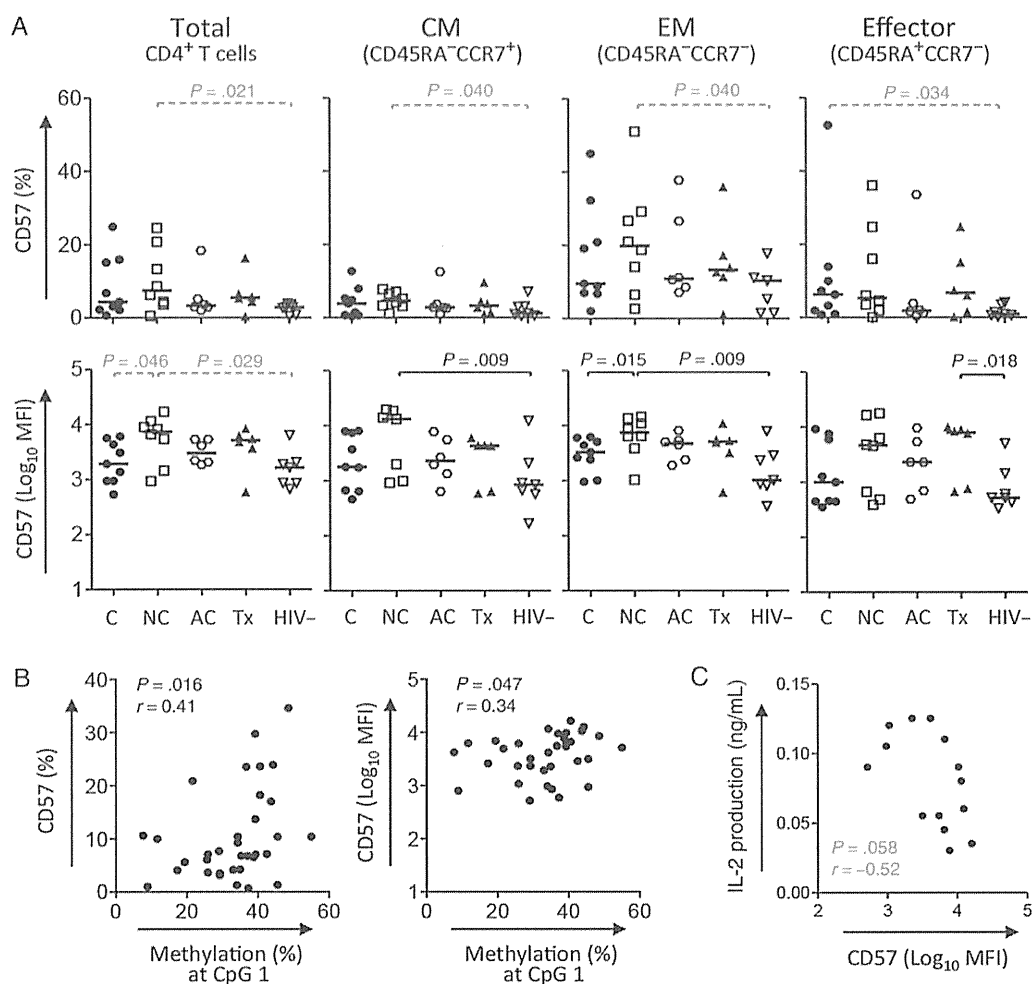 A
Total
CD4+ T cells
CM
(CD45RA−CCR7+)
EM
(CD45RA−CCR7−)
Effector
(CD45RA+CCR7−)
P = .021
P = .040
P = .040
P = .034
CD57 (%)
60
40
20
0
P = .046
P = .029
P = .009
P = .015
P = .009
P = .018
CD57 (Log10 MFI)
5
4
3
2
1
C NC AC Tx HIV–
C NC AC Tx HIV–
C NC AC Tx HIV–
C NC AC Tx HIV–
B
P = .016
r = 0.41
CD57 (%)
40
30
20
10
0
0 20 40 60
Methylation (%)
at CpG 1
P = .047
r = 0.34
CD57 (Log10 MFI)
5
4
3
2
1
0 20 40 60
Methylation (%)
at CpG 1
C
IL-2 production (ng/mL)
0.15
0.10
0.05
0.00
P = .058
r = −0.52
2 3 4 5
CD57 (Log10 MFI)